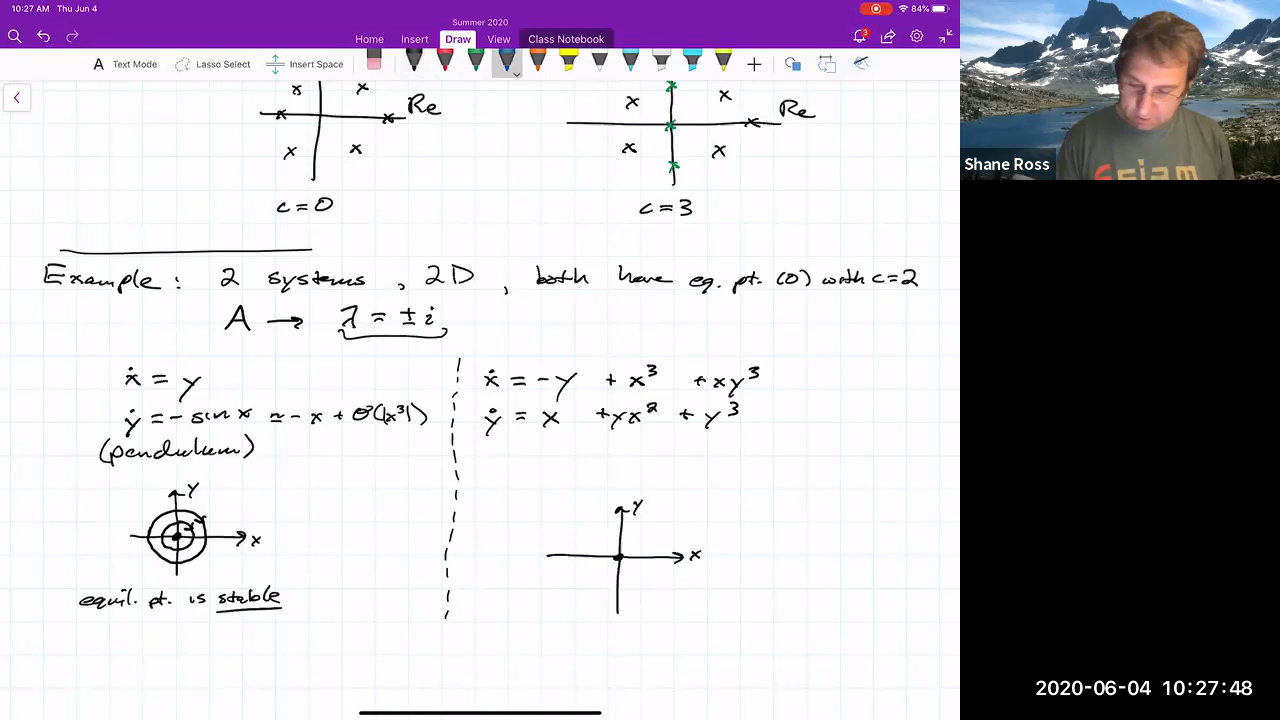 10:27 AM Thu Jun 4
84%
Summer 2020
Home Insert Draw View Class Notebook
3
A Text Mode Lasso Select Insert Space
Re
Re
c=0
c=3
Example: 2 systems, 2D, both have eq. pt. (0) with c=2
A → λ = ± i
ẋ = y
ẏ = - sin x ≃ - x + O(|x³|)
(pendulum)
y
x
equil. pt. is stable
ẋ = -y + x³ + xy³
ẏ = x + yx² + y³
y
x
Shane Ross
siam
2020-06-04 10:27:48